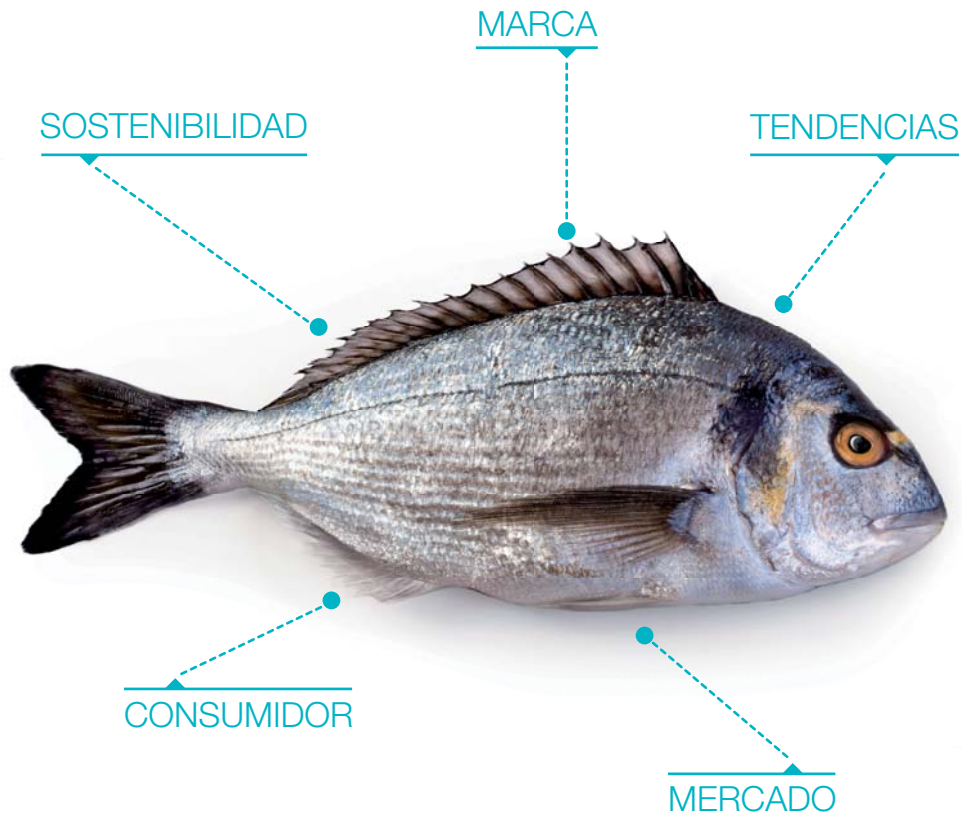 MARCA
SOSTENIBILIDAD
TENDENCIAS
CONSUMIDOR
MERCADO